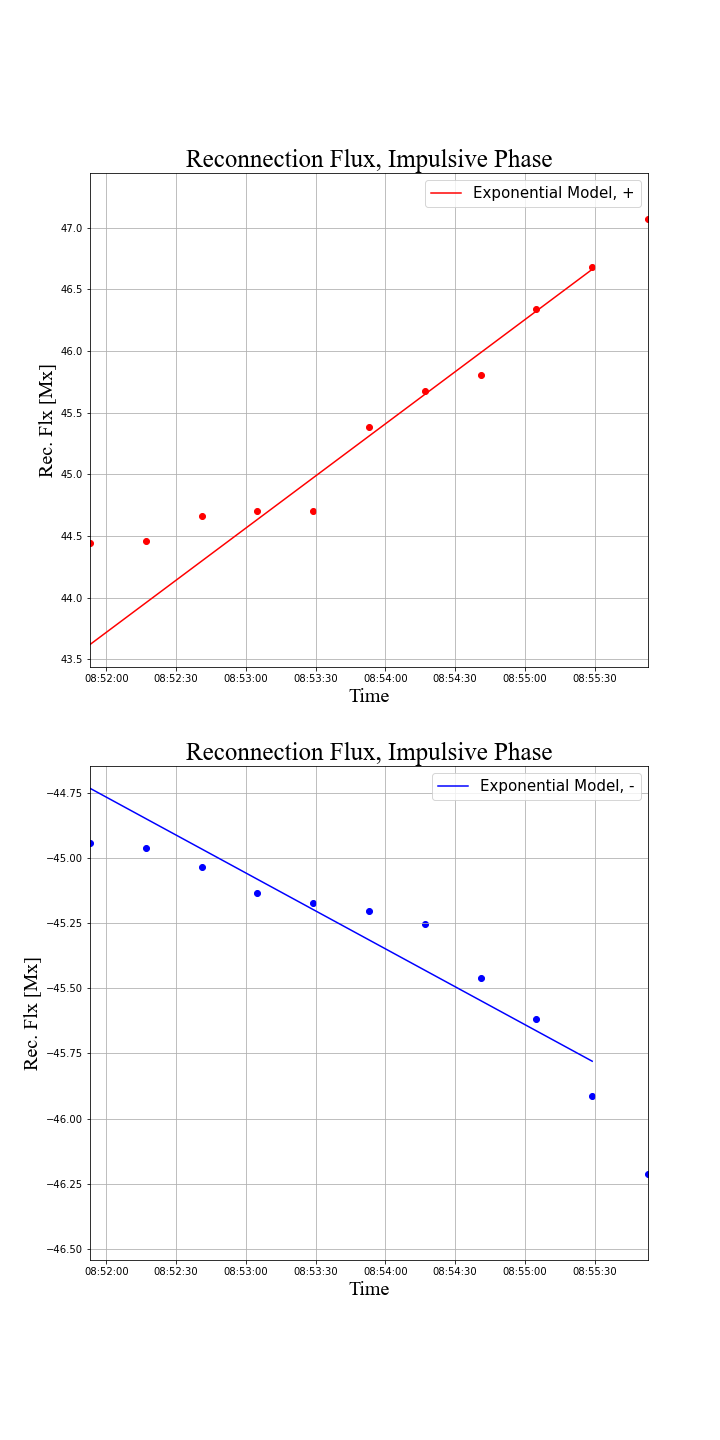 Reconnection Flux, Impulsive Phase
Exponential Model, +
Rec. Flx [Mx]
47.0
46.5
46.0
45.5
45.0
44.5
44.0
43.5
08:52:00 08:52:30 08:53:00 08:53:30 08:54:00 08:54:30 08:55:00 08:55:30
Time
Reconnection Flux, Impulsive Phase
Exponential Model, -
Rec. Flx [Mx]
−44.75
−45.00
−45.25
−45.50
−45.75
−46.00
−46.25
−46.50
08:52:00 08:52:30 08:53:00 08:53:30 08:54:00 08:54:30 08:55:00 08:55:30
Time